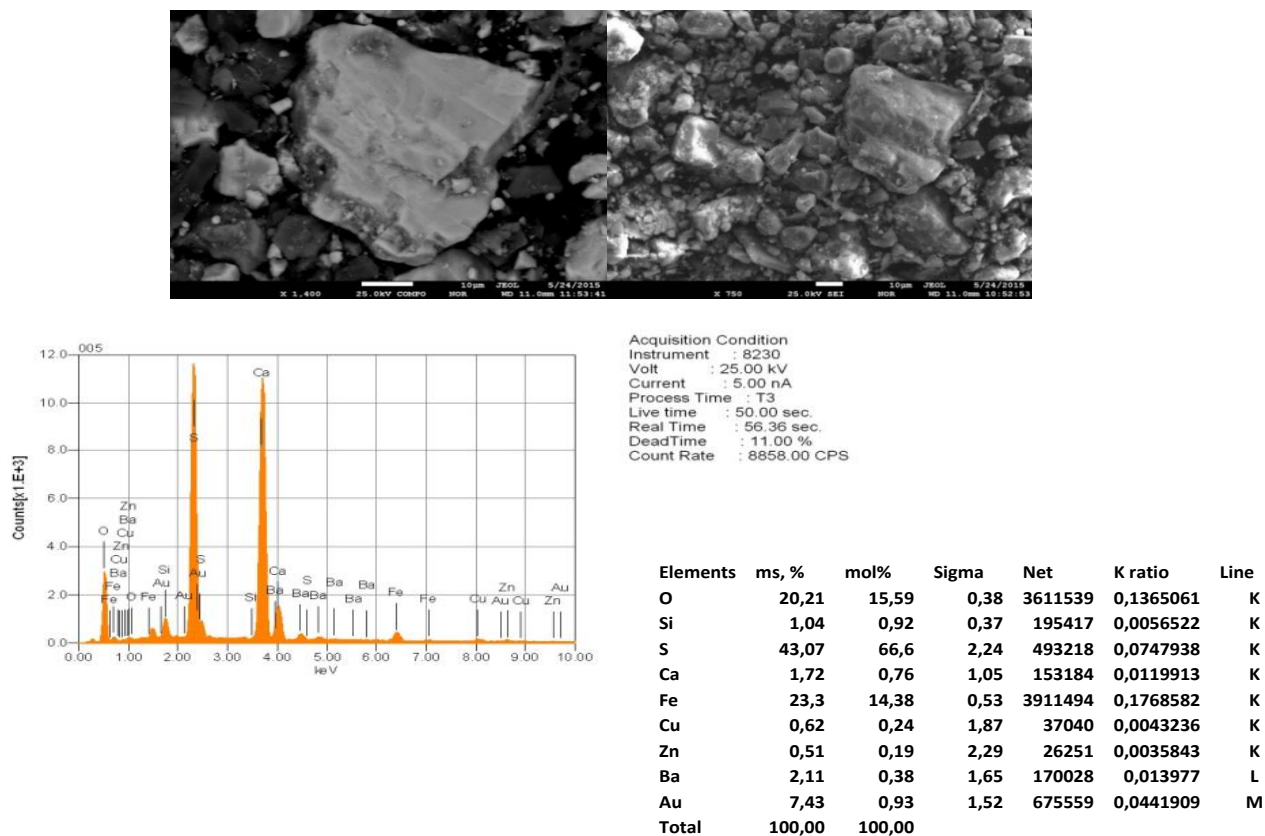 X 1,400 25.0kV COMPO NOR 10µm JEOL 5/24/2015 WD 11.0mm 11:53:41
X 750 25.0kV SEI NOR 10µm JEOL 5/24/2015 WD 11.0mm 10:52:53
Acquisition Condition
Instrument : 8230
Volt : 25.00 kV
Current : 5.00 nA
Process Time : T3
Live time : 50.00 sec.
Real Time : 56.36 sec.
DeadTime : 11.00 %
Count Rate : 8858.00 CPS
005
Counts[x1.E+3]
12.0
10.0
8.0
6.0
4.0
2.0
0.0
O
Zn
Ba
Cu
Zn
Cu
Ba
Fe
Fe
O
Fe
Si
Au
Au
S
S
Au
Si
Ca
Ba
Ca
Ba
S
Ba
Ba
Ba
Ba
Fe
Fe
Cu
Zn
Au
Cu
Au
Zn
0.00 1.00 2.00 3.00 4.00 5.00 6.00 7.00 8.00 9.00 10.00
keV
Elements ms, % mol% Sigma Net K ratio Line
O 20,21 15,59 0,38 3611539 0,1365061 K
Si 1,04 0,92 0,37 195417 0,0056522 K
S 43,07 66,6 2,24 493218 0,0747938 K
Ca 1,72 0,76 1,05 153184 0,0119913 K
Fe 23,3 14,38 0,53 3911494 0,1768582 K
Cu 0,62 0,24 1,87 37040 0,0043236 K
Zn 0,51 0,19 2,29 26251 0,0035843 K
Ba 2,11 0,38 1,65 170028 0,013977 L
Au 7,43 0,93 1,52 675559 0,0441909 M
Total 100,00 100,00